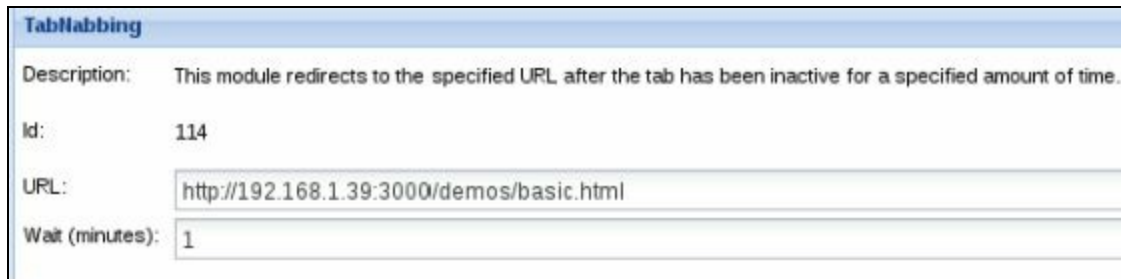 TabNabbing
Description: This module redirects to the specified URL after the tab has been inactive for a specified amount of time.
Id: 114
URL: http://192.168.1.39:3000/demos/basic.html
Wait (minutes): 1